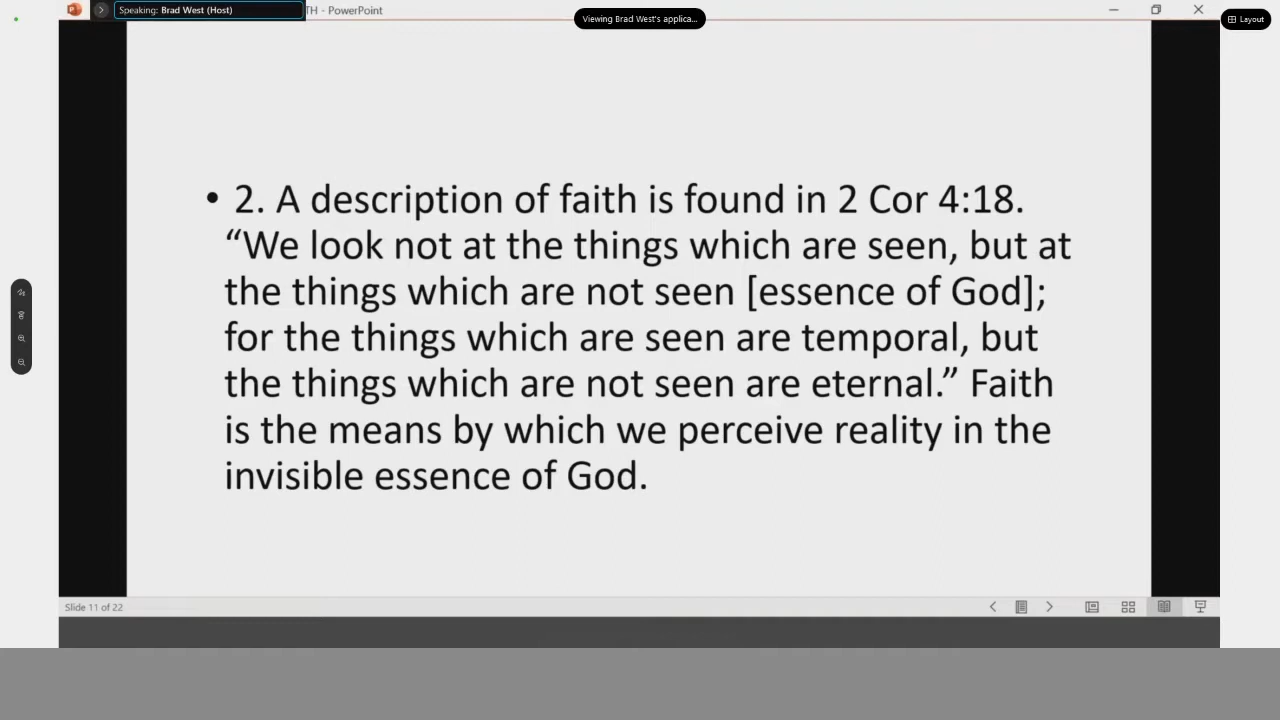 Speaking: Brad West (Host)
TH - PowerPoint
Viewing Brad West's applica...
Layout
• 2. A description of faith is found in 2 Cor 4:18.
“We look not at the things which are seen, but at
the things which are not seen [essence of God];
for the things which are seen are temporal, but
the things which are not seen are eternal.” Faith
is the means by which we perceive reality in the
invisible essence of God.
Slide 11 of 22